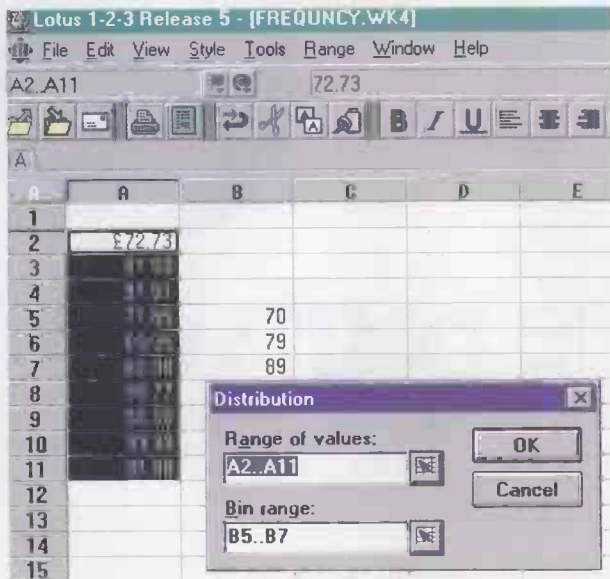 Lotus 1-2-3 Release 5 - [FREQUNCY.WK4]
File Edit View Style Tools Range Window Help
A2..A11 72.73
B I U
A
A A B C D E
1
2 £72.73
3
4
5 70
6 79
7 89
8
9
10
11
12
13
14
15
Distribution
Range of values:
A2..A11
OK
Cancel
Bin range:
B5..B7